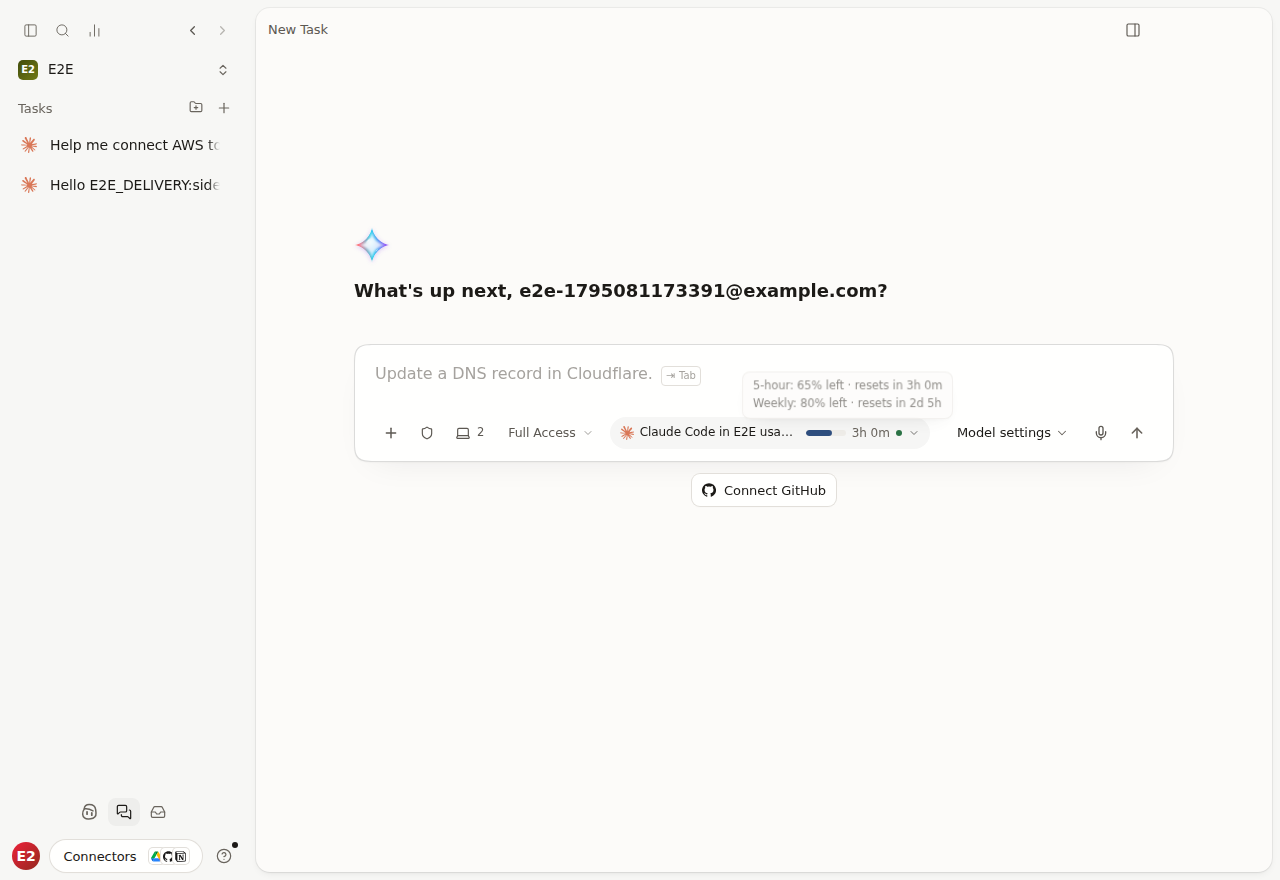 New Task
E2 E2E
Tasks
Help me connect AWS to
Hello E2E_DELIVERY:side
What's up next, e2e-1795081173391@example.com?
Update a DNS record in Cloudflare. ⇥ Tab
5-hour: 65% left · resets in 3h 0m
Weekly: 80% left · resets in 2d 5h
2 Full Access Claude Code in E2E usa... 3h 0m Model settings
Connect GitHub
E2 Connectors